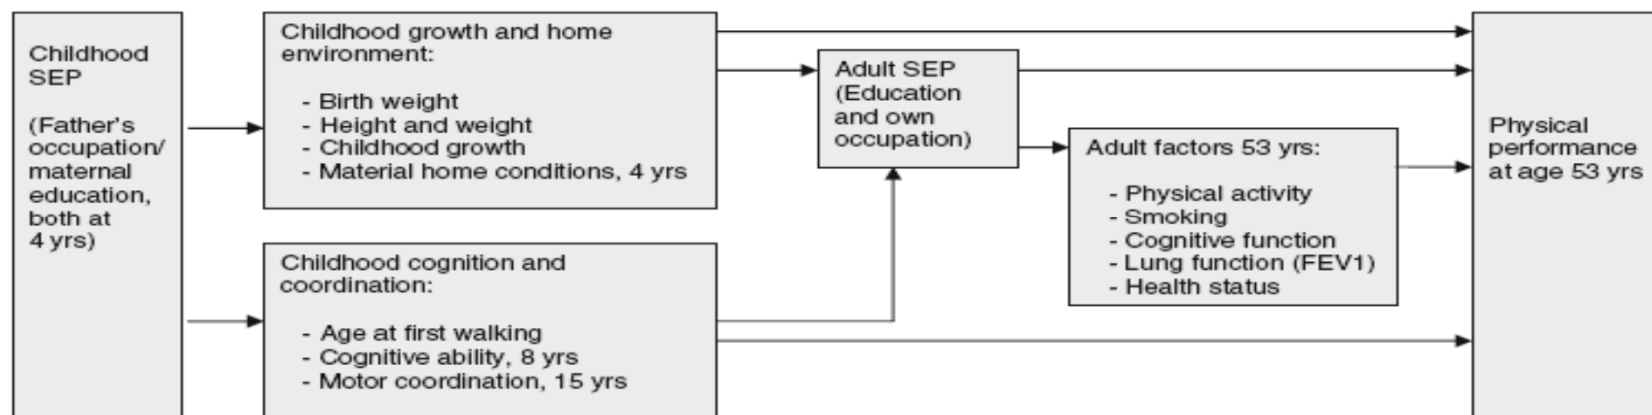 Childhood
SEP
(Father's
occupation/
maternal
education,
both at
4 yrs)
Childhood growth and home
environment:
- Birth weight
- Height and weight
- Childhood growth
- Material home conditions, 4 yrs
Childhood cognition and
coordination:
- Age at first walking
- Cognitive ability, 8 yrs
- Motor coordination, 15 yrs
Adult SEP
(Education
and own
occupation)
Adult factors 53 yrs:
- Physical activity
- Smoking
- Cognitive function
- Lung function (FEV1)
- Health status
Physical
performance
at age 53 yrs